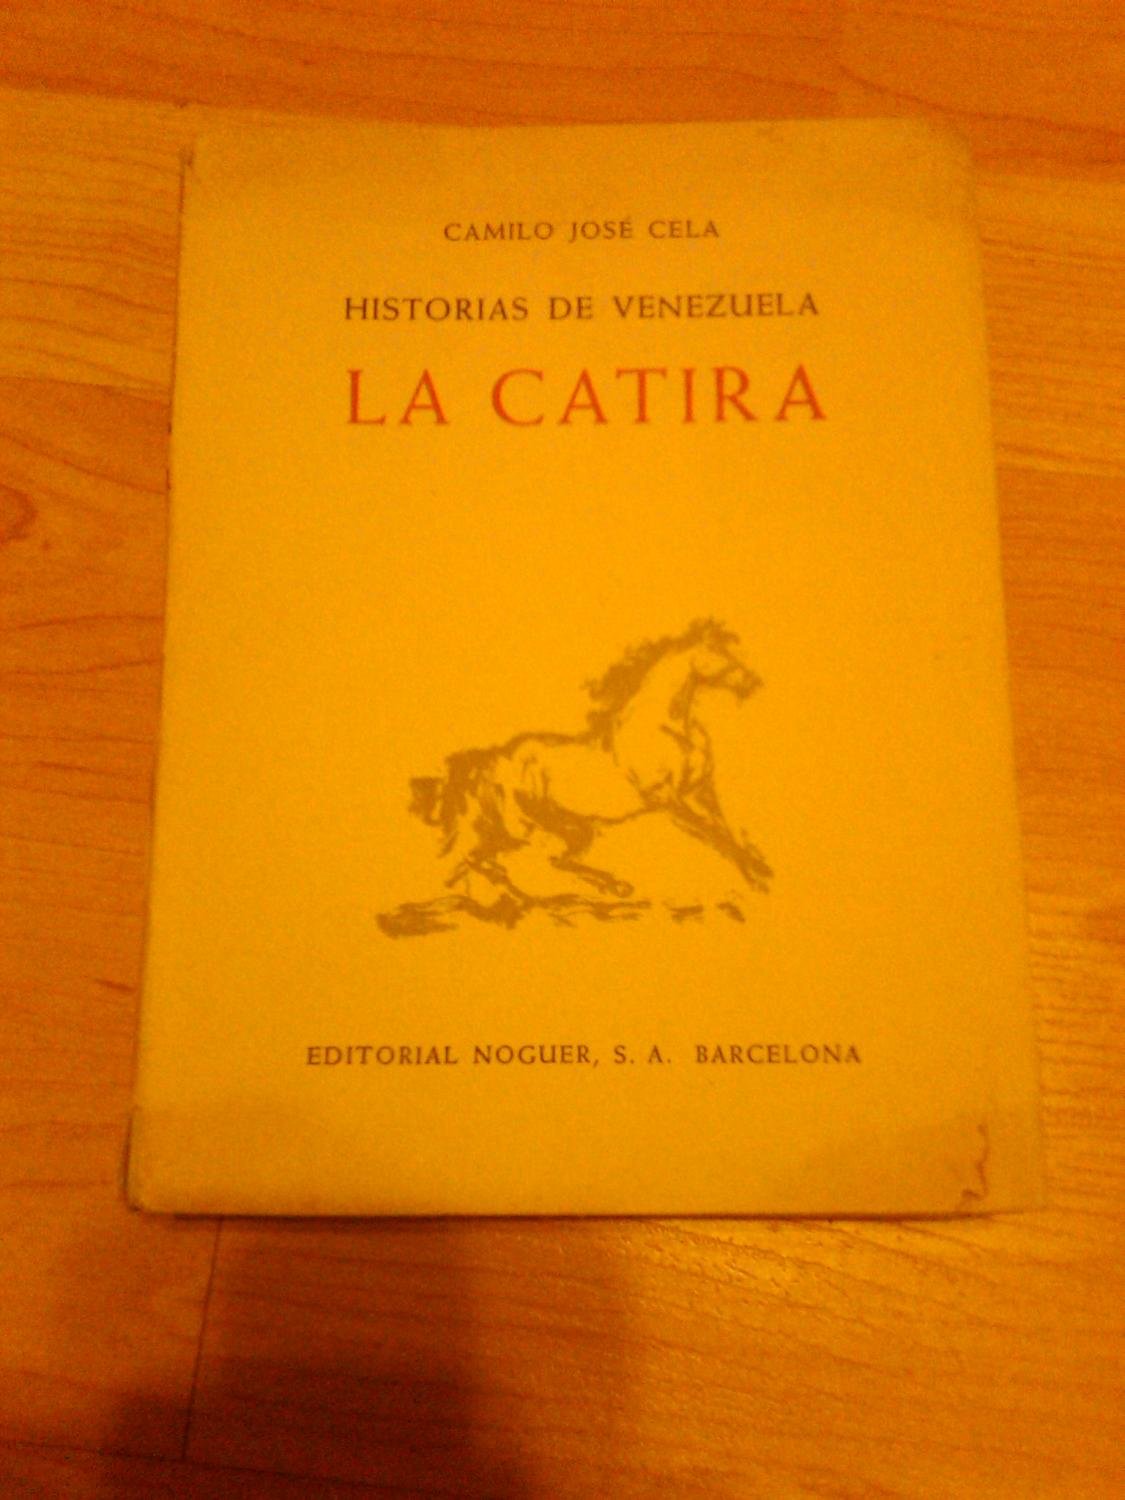 CAMILO JOSÉ CELA
HISTORIAS DE VENEZUELA
LA CATIRA
EDITORIAL NOGUER, S. A. BARCELONA